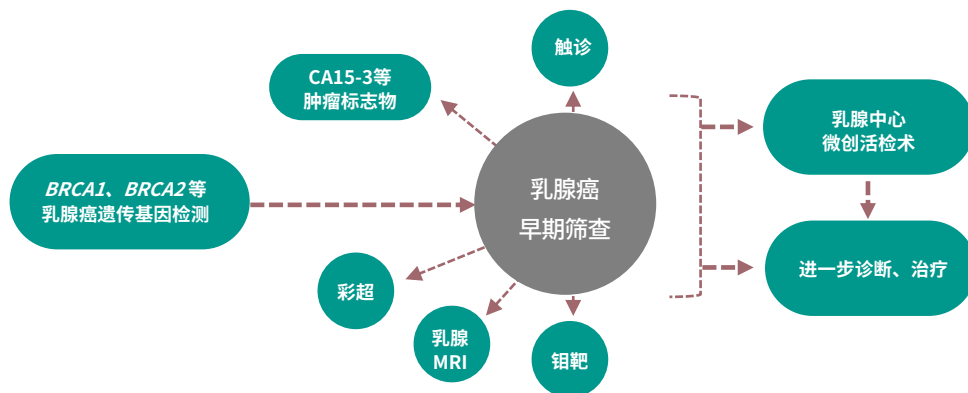 触诊
CA15-3等
肿瘤标志物
乳腺中心
微创活检术
BRCA1、BRCA2等
乳腺癌遗传基因检测
乳腺癌
早期筛查
进一步诊断、治疗
彩超
乳腺
MRI
钼靶